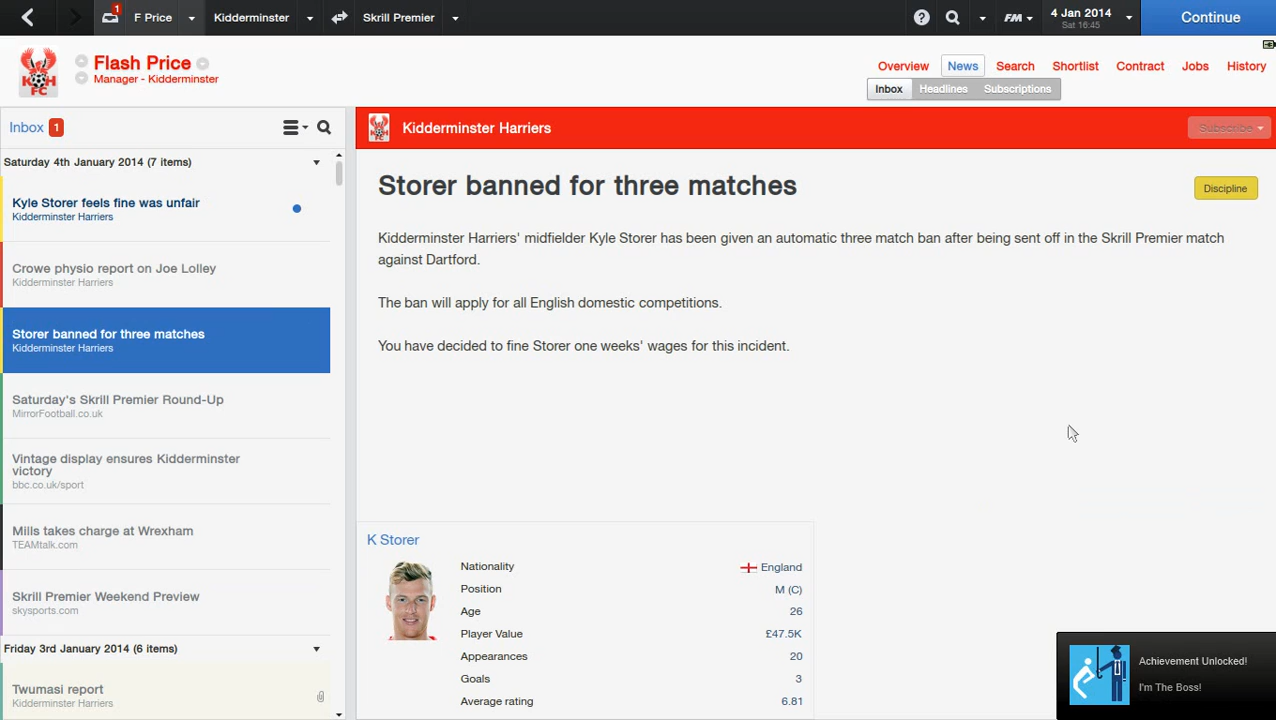 1
F Price
Kidderminster
Skrill Premier
FM
4 Jan 2014
Sat 16:45
Continue
Flash Price
Manager - Kidderminster
Overview
News
Search
Shortlist
Contract
Jobs
History
Inbox
Headlines
Subscriptions
Inbox 1
Saturday 4th January 2014 (7 items)
Kyle Storer feels fine was unfair
Kidderminster Harriers
Crowe physio report on Joe Lolley
Kidderminster Harriers
Storer banned for three matches
Kidderminster Harriers
Saturday's Skrill Premier Round-Up
MirrorFootball.co.uk
Vintage display ensures Kidderminster
victory
bbc.co.uk/sport
Mills takes charge at Wrexham
TEAMtalk.com
Skrill Premier Weekend Preview
skysports.com
Friday 3rd January 2014 (6 items)
Twumasi report
Kidderminster Harriers
Kidderminster Harriers
Subscribe
Storer banned for three matches
Discipline
Kidderminster Harriers' midfielder Kyle Storer has been given an automatic three match ban after being sent off in the Skrill Premier match
against Dartford.
The ban will apply for all English domestic competitions.
You have decided to fine Storer one weeks' wages for this incident.
K Storer
Nationality England
Position M (C)
Age 26
Player Value £47.5K
Appearances 20
Goals 3
Average rating 6.81
Achievement Unlocked!
I'm The Boss!